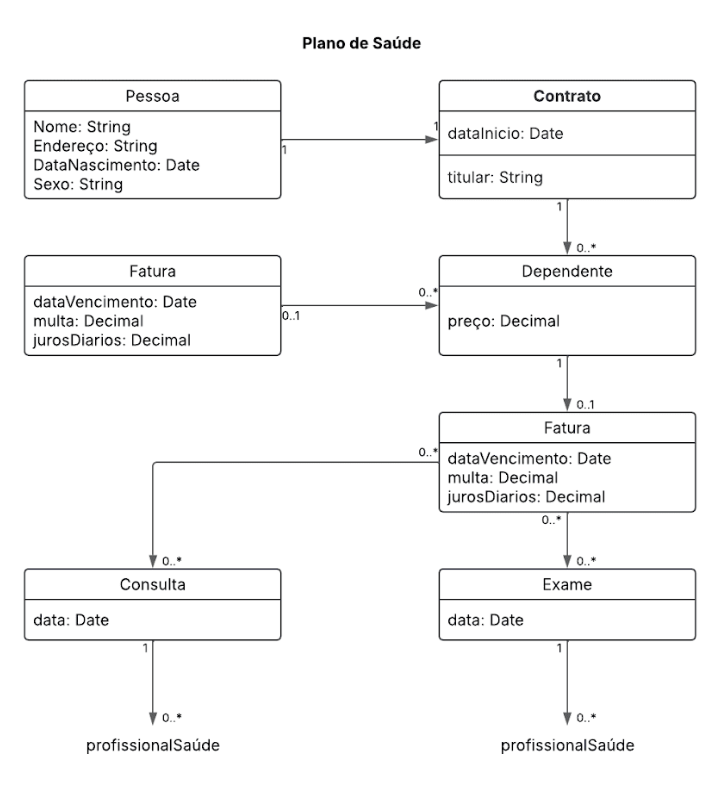 Plano de Saúde
Pessoa
Nome: String
Endereço: String
DataNascimento: Date
Sexo: String
1
1
Contrato
dataInicio: Date
titular: String
1
0..*
Fatura
dataVencimento: Date
multa: Decimal
jurosDiarios: Decimal
0..1
0..*
Dependente
preço: Decimal
1
0..1
Fatura
dataVencimento: Date
multa: Decimal
jurosDiarios: Decimal
0..*
0..*
0..*
0..*
Consulta
data: Date
1
0..*
profissionalSaúde
Exame
data: Date
1
0..*
profissionalSaúde